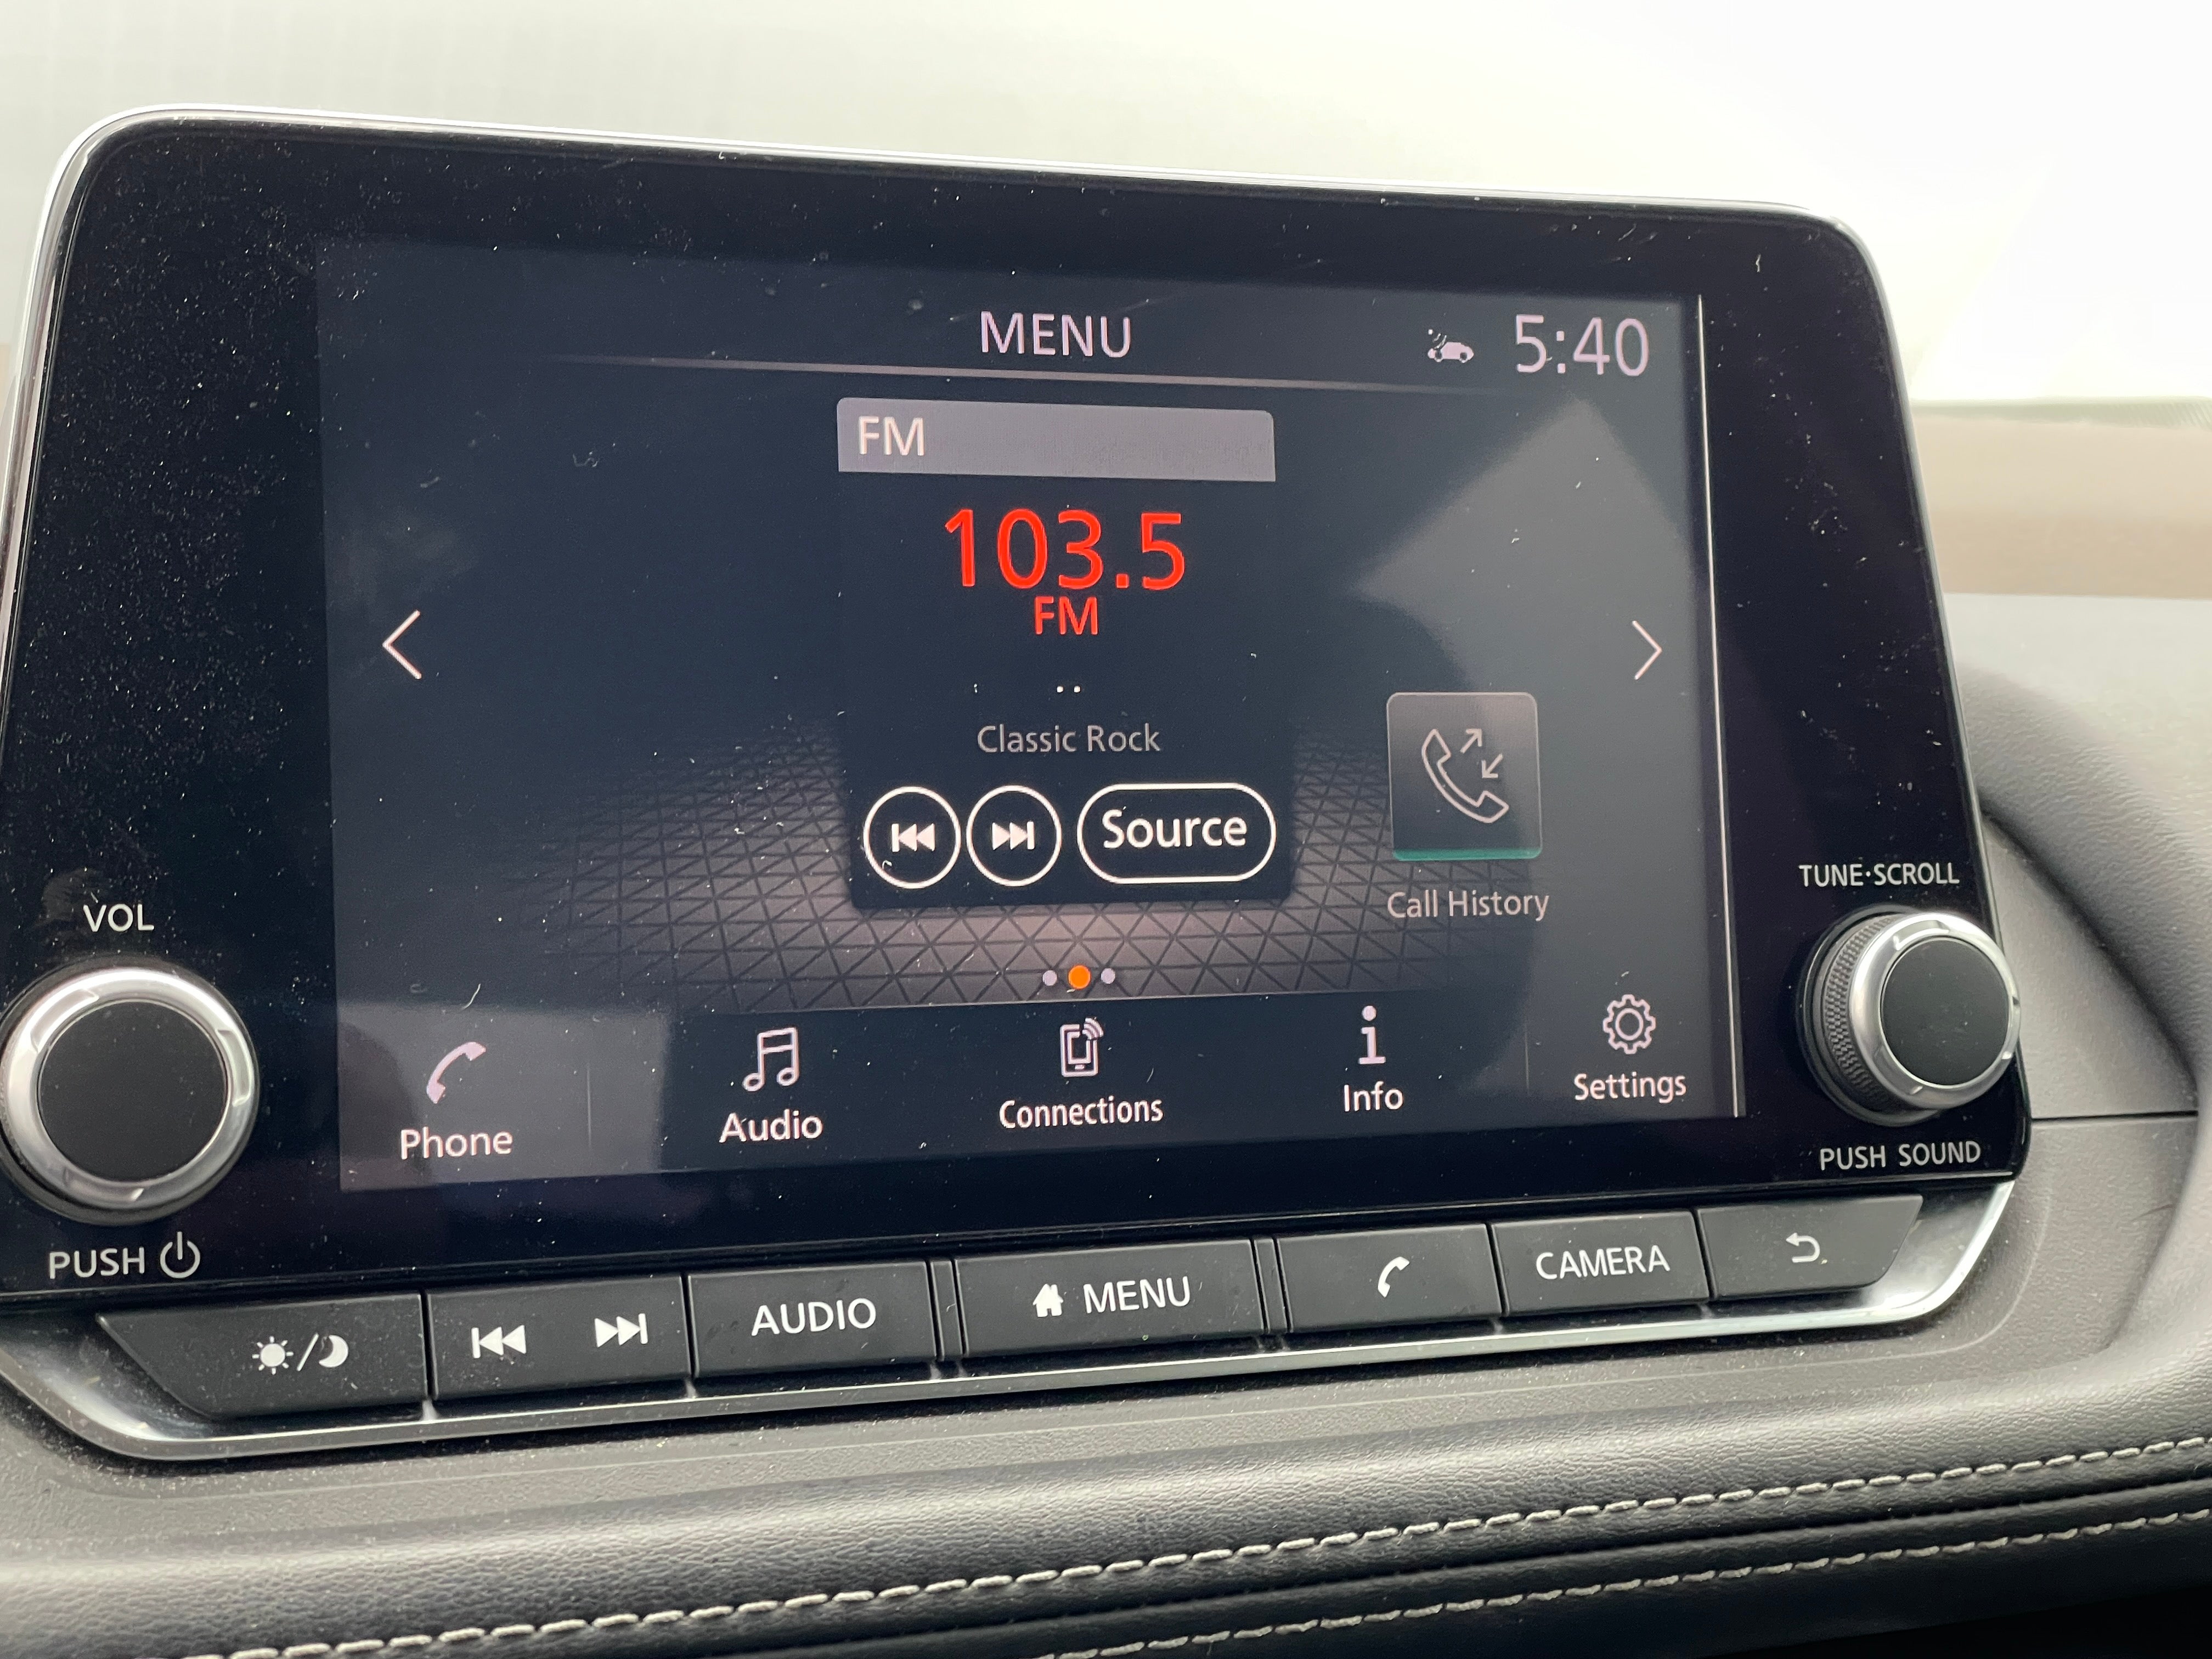 MENU
5:40
FM
103.5
FM
..
Classic Rock
Source
Call History
Phone
Audio
Connections
Info
Settings
VOL
PUSH
TUNE·SCROLL
PUSH SOUND
AUDIO
MENU
CAMERA